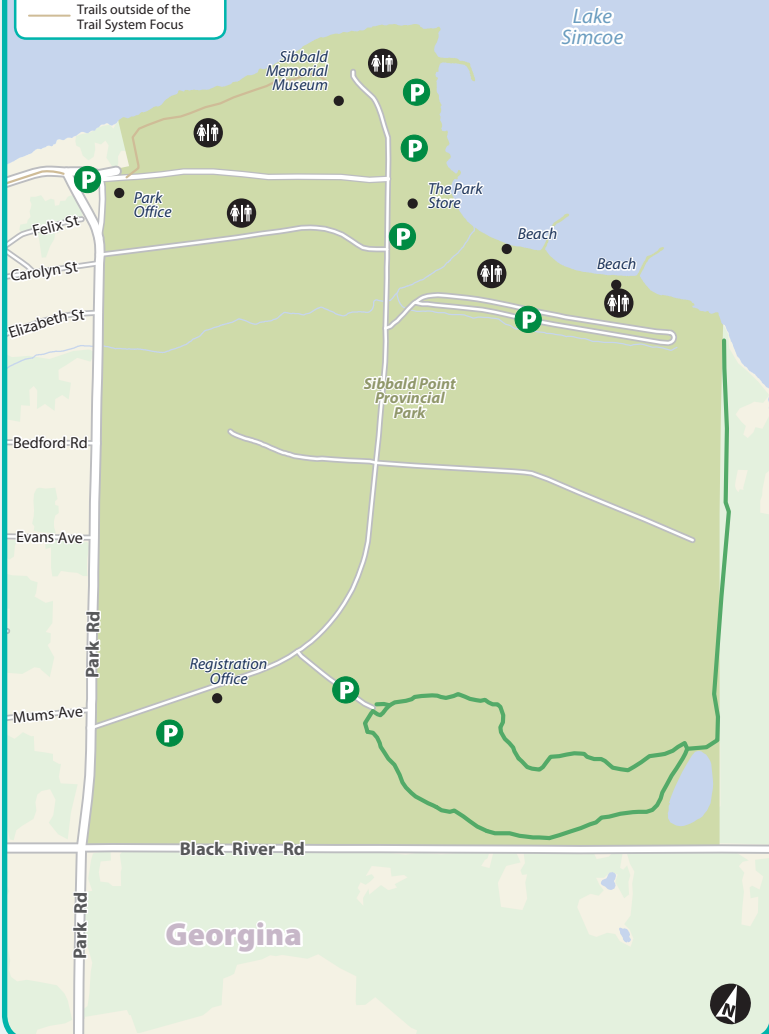 Trails outside of the
Trail System Focus
Lake
Simcoe
Sibbald
Memorial
Museum
P
P
P
Park
Office
The Park
Store
Felix St
P
Beach
Carolyn St
Beach
Elizabeth St
P
Sibbald Point
Provincial
Park
Bedford Rd
Evans Ave
Park Rd
Registration
Office
P
Mums Ave
P
Black River Rd
Park Rd
Georgina
N